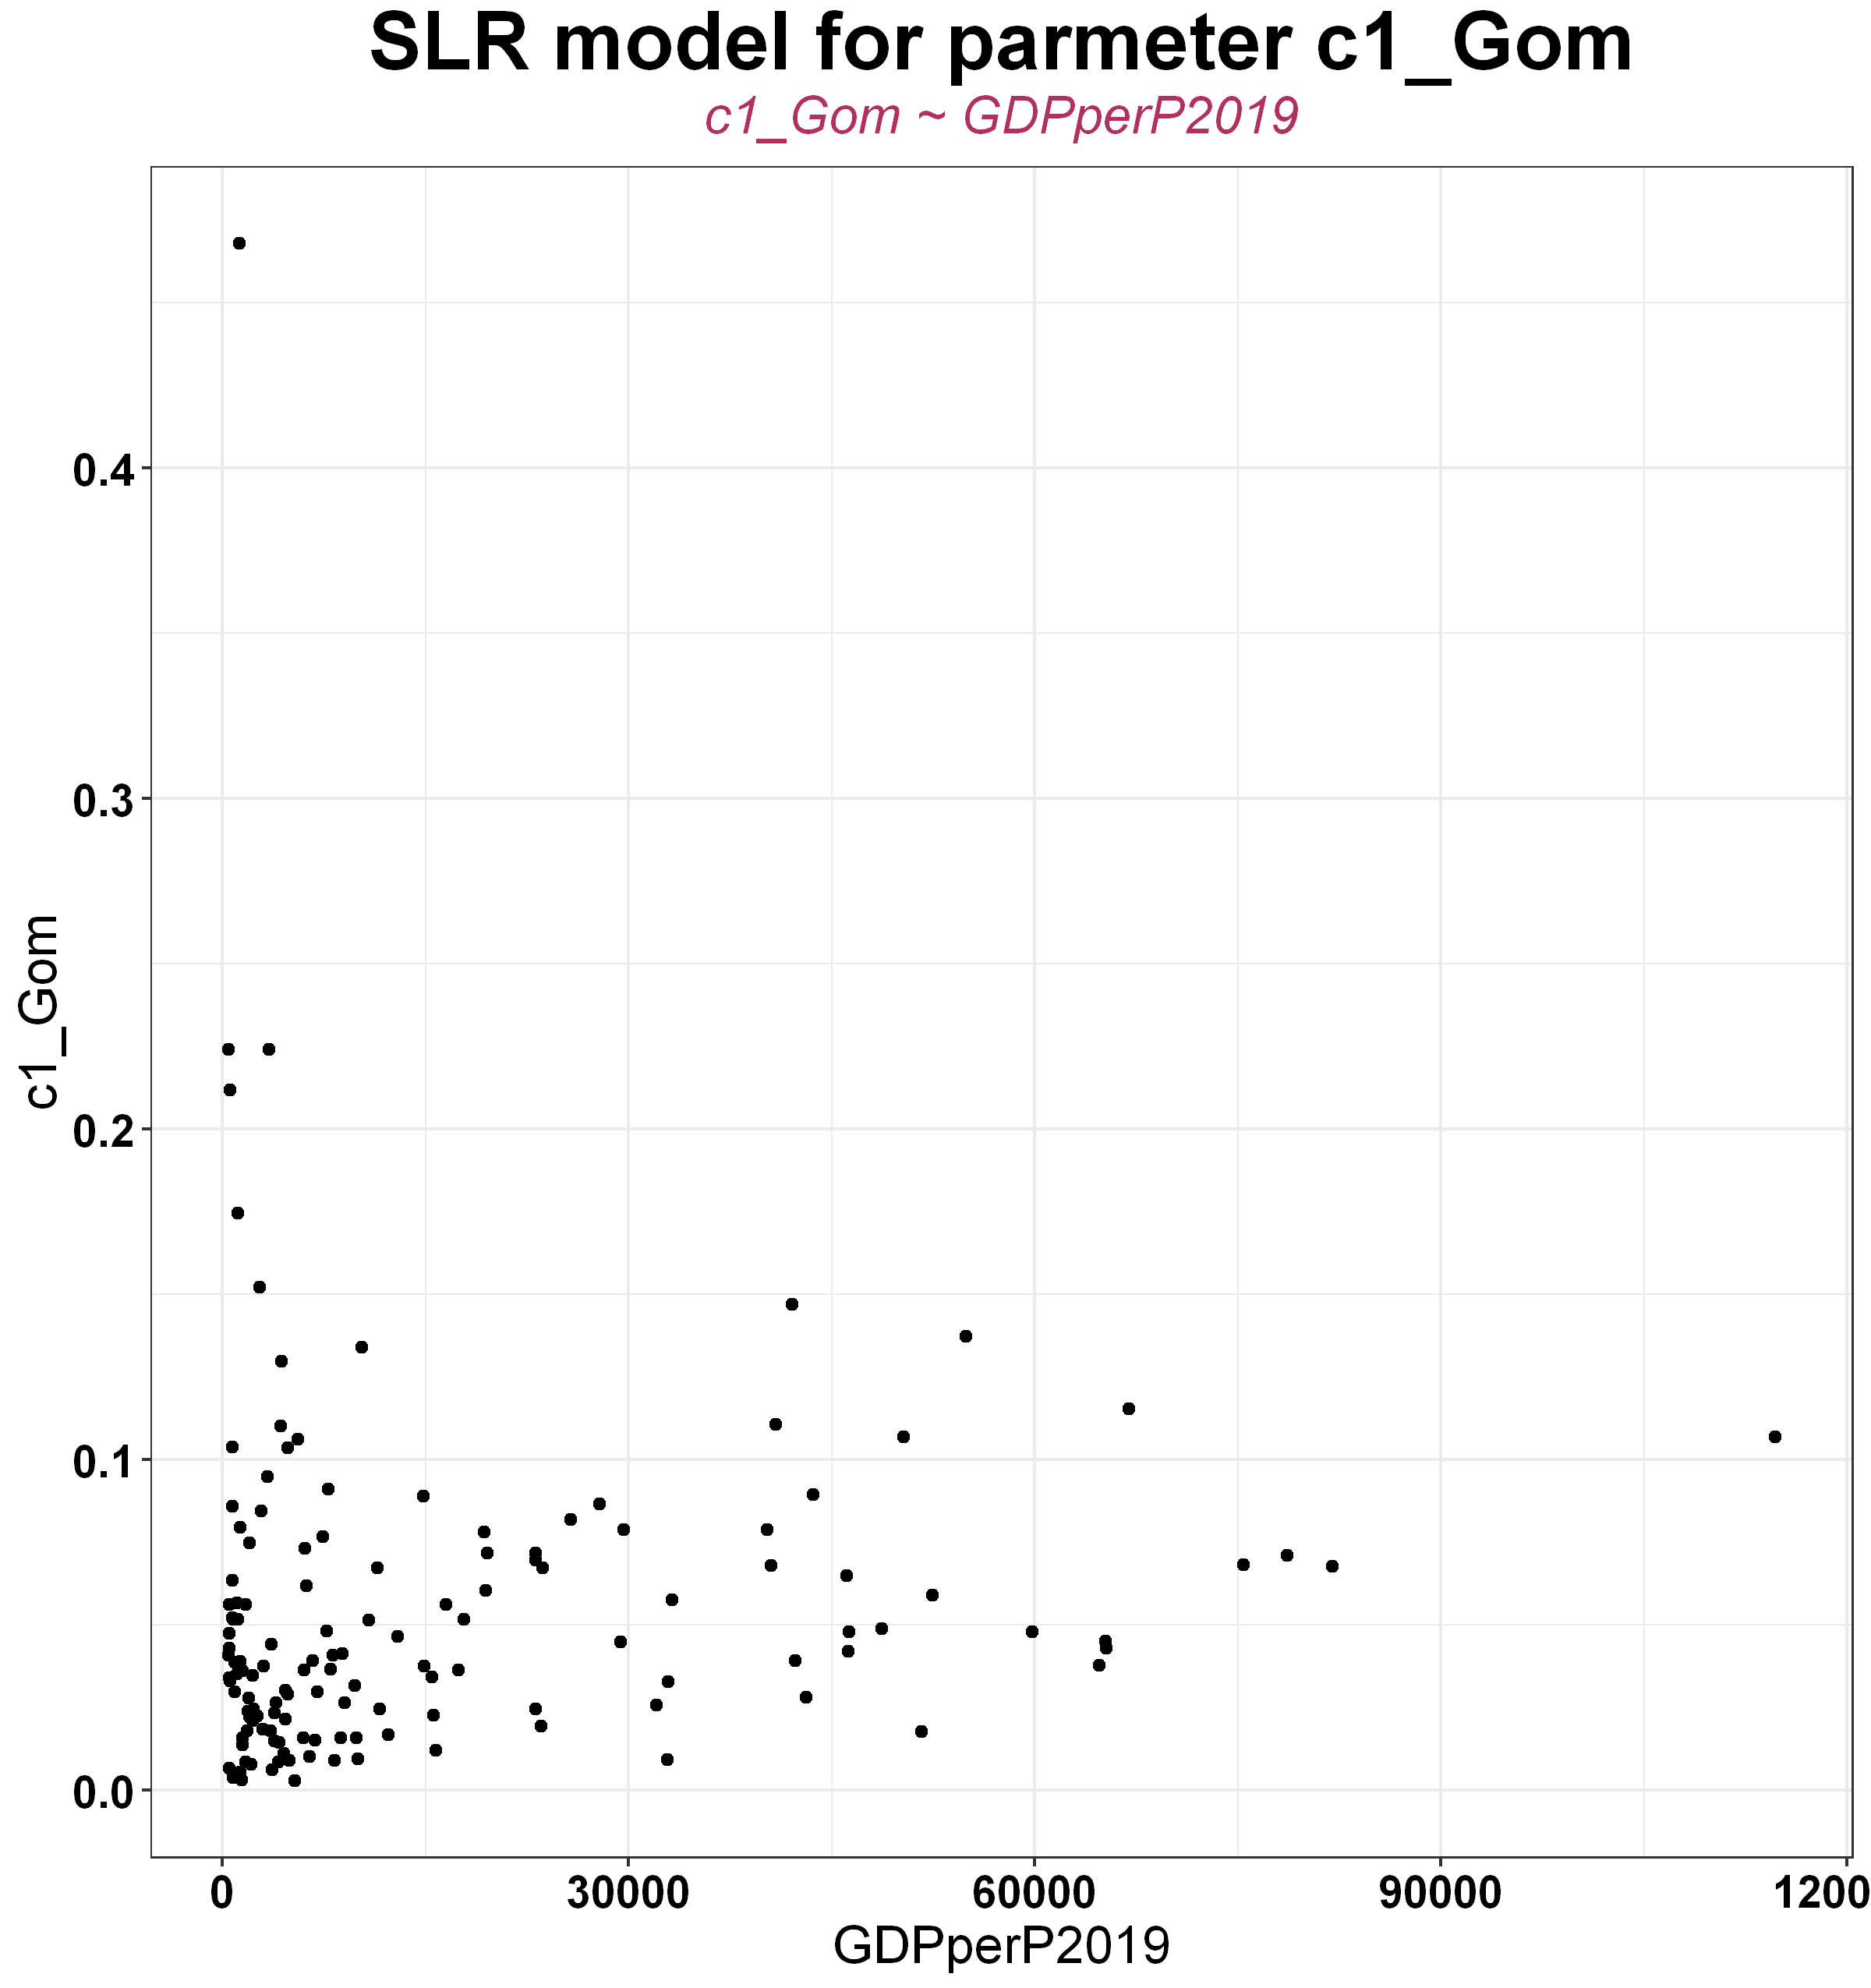 SLR model for parmeter c1_Gom
c1_Gom ~ GDPperP2019
0.4
0.3
0.2
0.1
0.0
c1_Gom
0 30000 60000 90000 1200
GDPperP2019